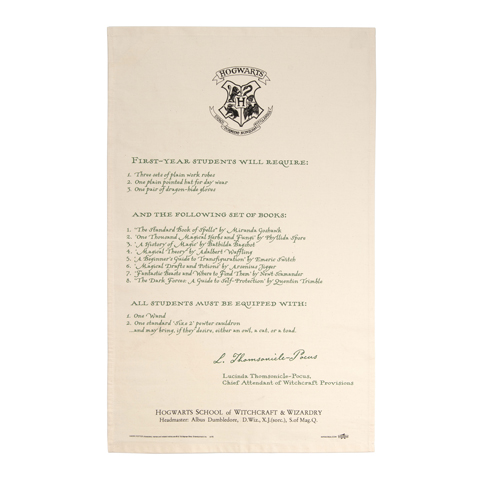 HOGWARTS
FIRST-YEAR STUDENTS WILL REQUIRE:
1. Three sets of plain work robes
2. One plain pointed hat for day wear
3. One pair of dragon-hide gloves
AND THE FOLLOWING SET OF BOOKS:
1. "The Standard Book of Spells" by Miranda Goshawk
2. "One Thousand Magical Herbs and Fungi" by Phyllida Spore
3. "A History of Magic" by Bathilda Bagshot
4. "Magical Theory" by Adalbert Waffling
5. "A Beginner's Guide to Transfiguration" by Emeric Switch
6. "Magical Drafts and Potions" by Arsenius Jigger
7. "Fantastic Beasts and Where to Find Them" by Newt Scamander
8. "The Dark Forces: A Guide to Self-Protection" by Quentin Trimble
ALL STUDENTS MUST BE EQUIPPED WITH:
1. One Wand
2. One standard 'Size 2' pewter cauldron
...and may bring, if they desire, either an owl, a cat, or a toad.
L. Thomsonicle-Pocus
Lucinda Thomsonicle-Pocus,
Chief Attendant of Witchcraft Provisions
HOGWARTS SCHOOL OF WITCHCRAFT & WIZARDRY
Headmaster: Albus Dumbledore, D.Wiz., X.J.(sorc.), S.of Mag.Q.